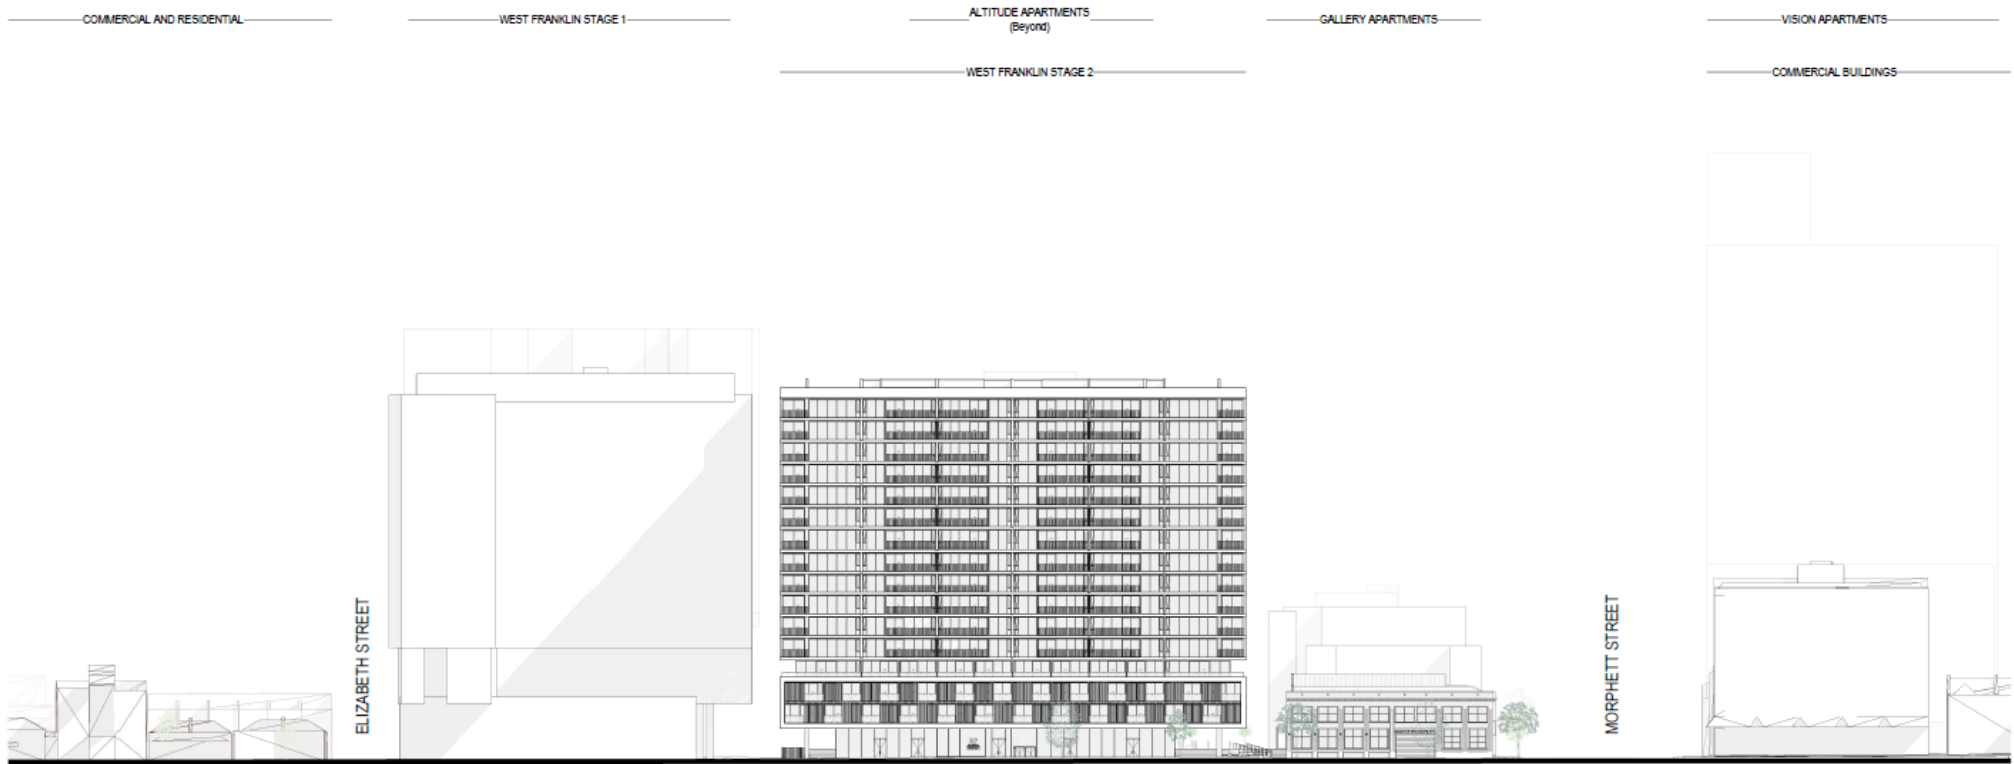 COMMERCIAL AND RESIDENTIAL
WEST FRANKLIN STAGE 1
ALTITUDE APARTMENTS
(Beyond)
GALLERY APARTMENTS
VISION APARTMENTS
WEST FRANKLIN STAGE 2
COMMERCIAL BUILDINGS
ELIZABETH STREET
MORPHETT STREET